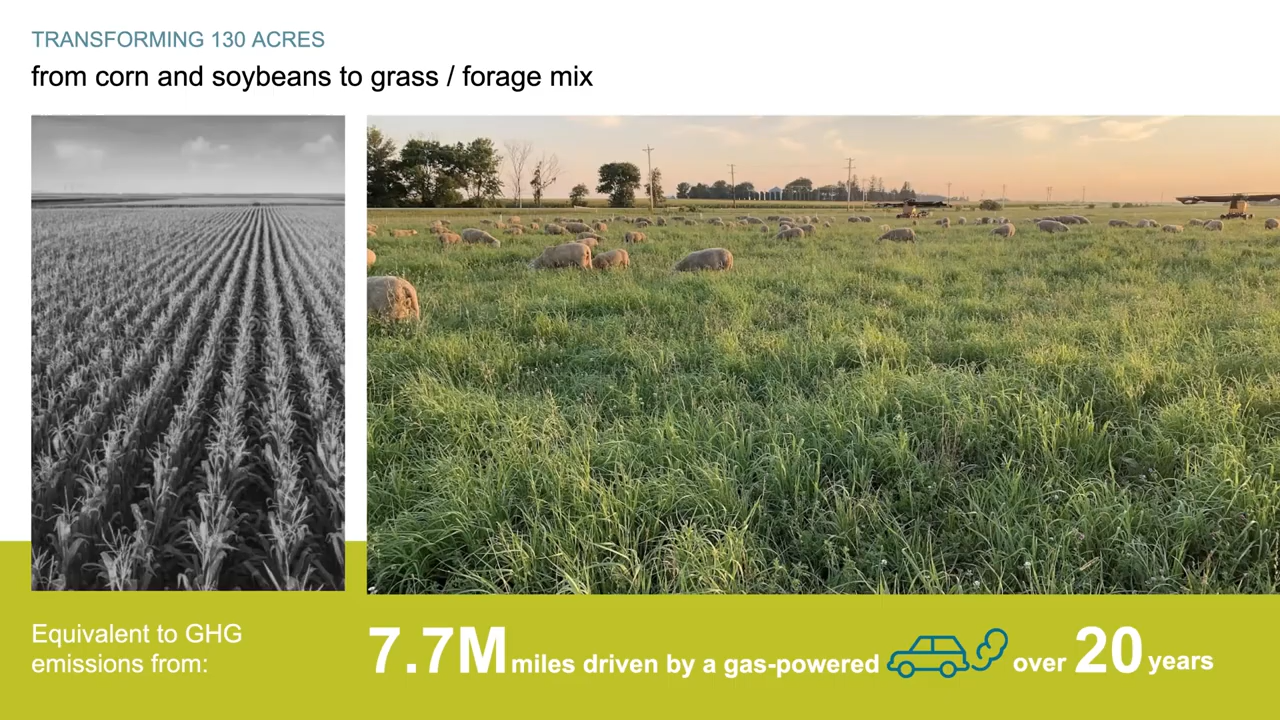 TRANSFORMING 130 ACRES
from corn and soybeans to grass / forage mix
Equivalent to GHG
emissions from:
7.7M miles driven by a gas-powered over 20 years